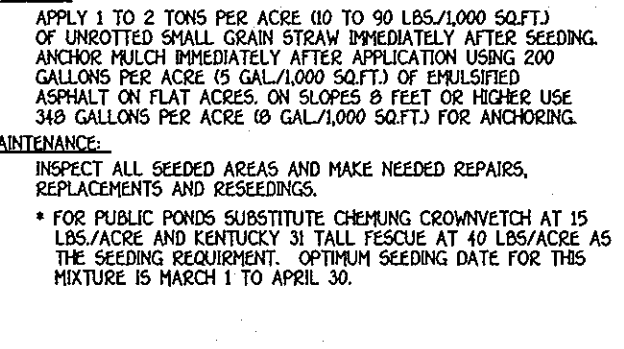 APPLY 1 TO 2 TONS PER ACRE (10 TO 90 LBS./1,000 SQ.FT.)
OF UNROTTED SMALL GRAIN STRAW IMMEDIATELY AFTER SEEDING.
ANCHOR MULCH IMMEDIATELY AFTER APPLICATION USING 200
GALLONS PER ACRE (5 GAL./1,000 SQ.FT.) OF EMULSIFIED
ASPHALT ON FLAT ACRES. ON SLOPES 8 FEET OR HIGHER USE
348 GALLONS PER ACRE (8 GAL./1,000 SQ.FT.) FOR ANCHORING.
AINTENANCE:
INSPECT ALL SEEDED AREAS AND MAKE NEEDED REPAIRS,
REPLACEMENTS AND RESEEDINGS.
* FOR PUBLIC PONDS SUBSTITUTE CHEMUNG CROWNVETCH AT 15
LBS./ACRE AND KENTUCKY 31 TALL FESCUE AT 40 LBS/ACRE AS
THE SEEDING REQUIRMENT. OPTIMUM SEEDING DATE FOR THIS
MIXTURE IS MARCH 1 TO APRIL 30.